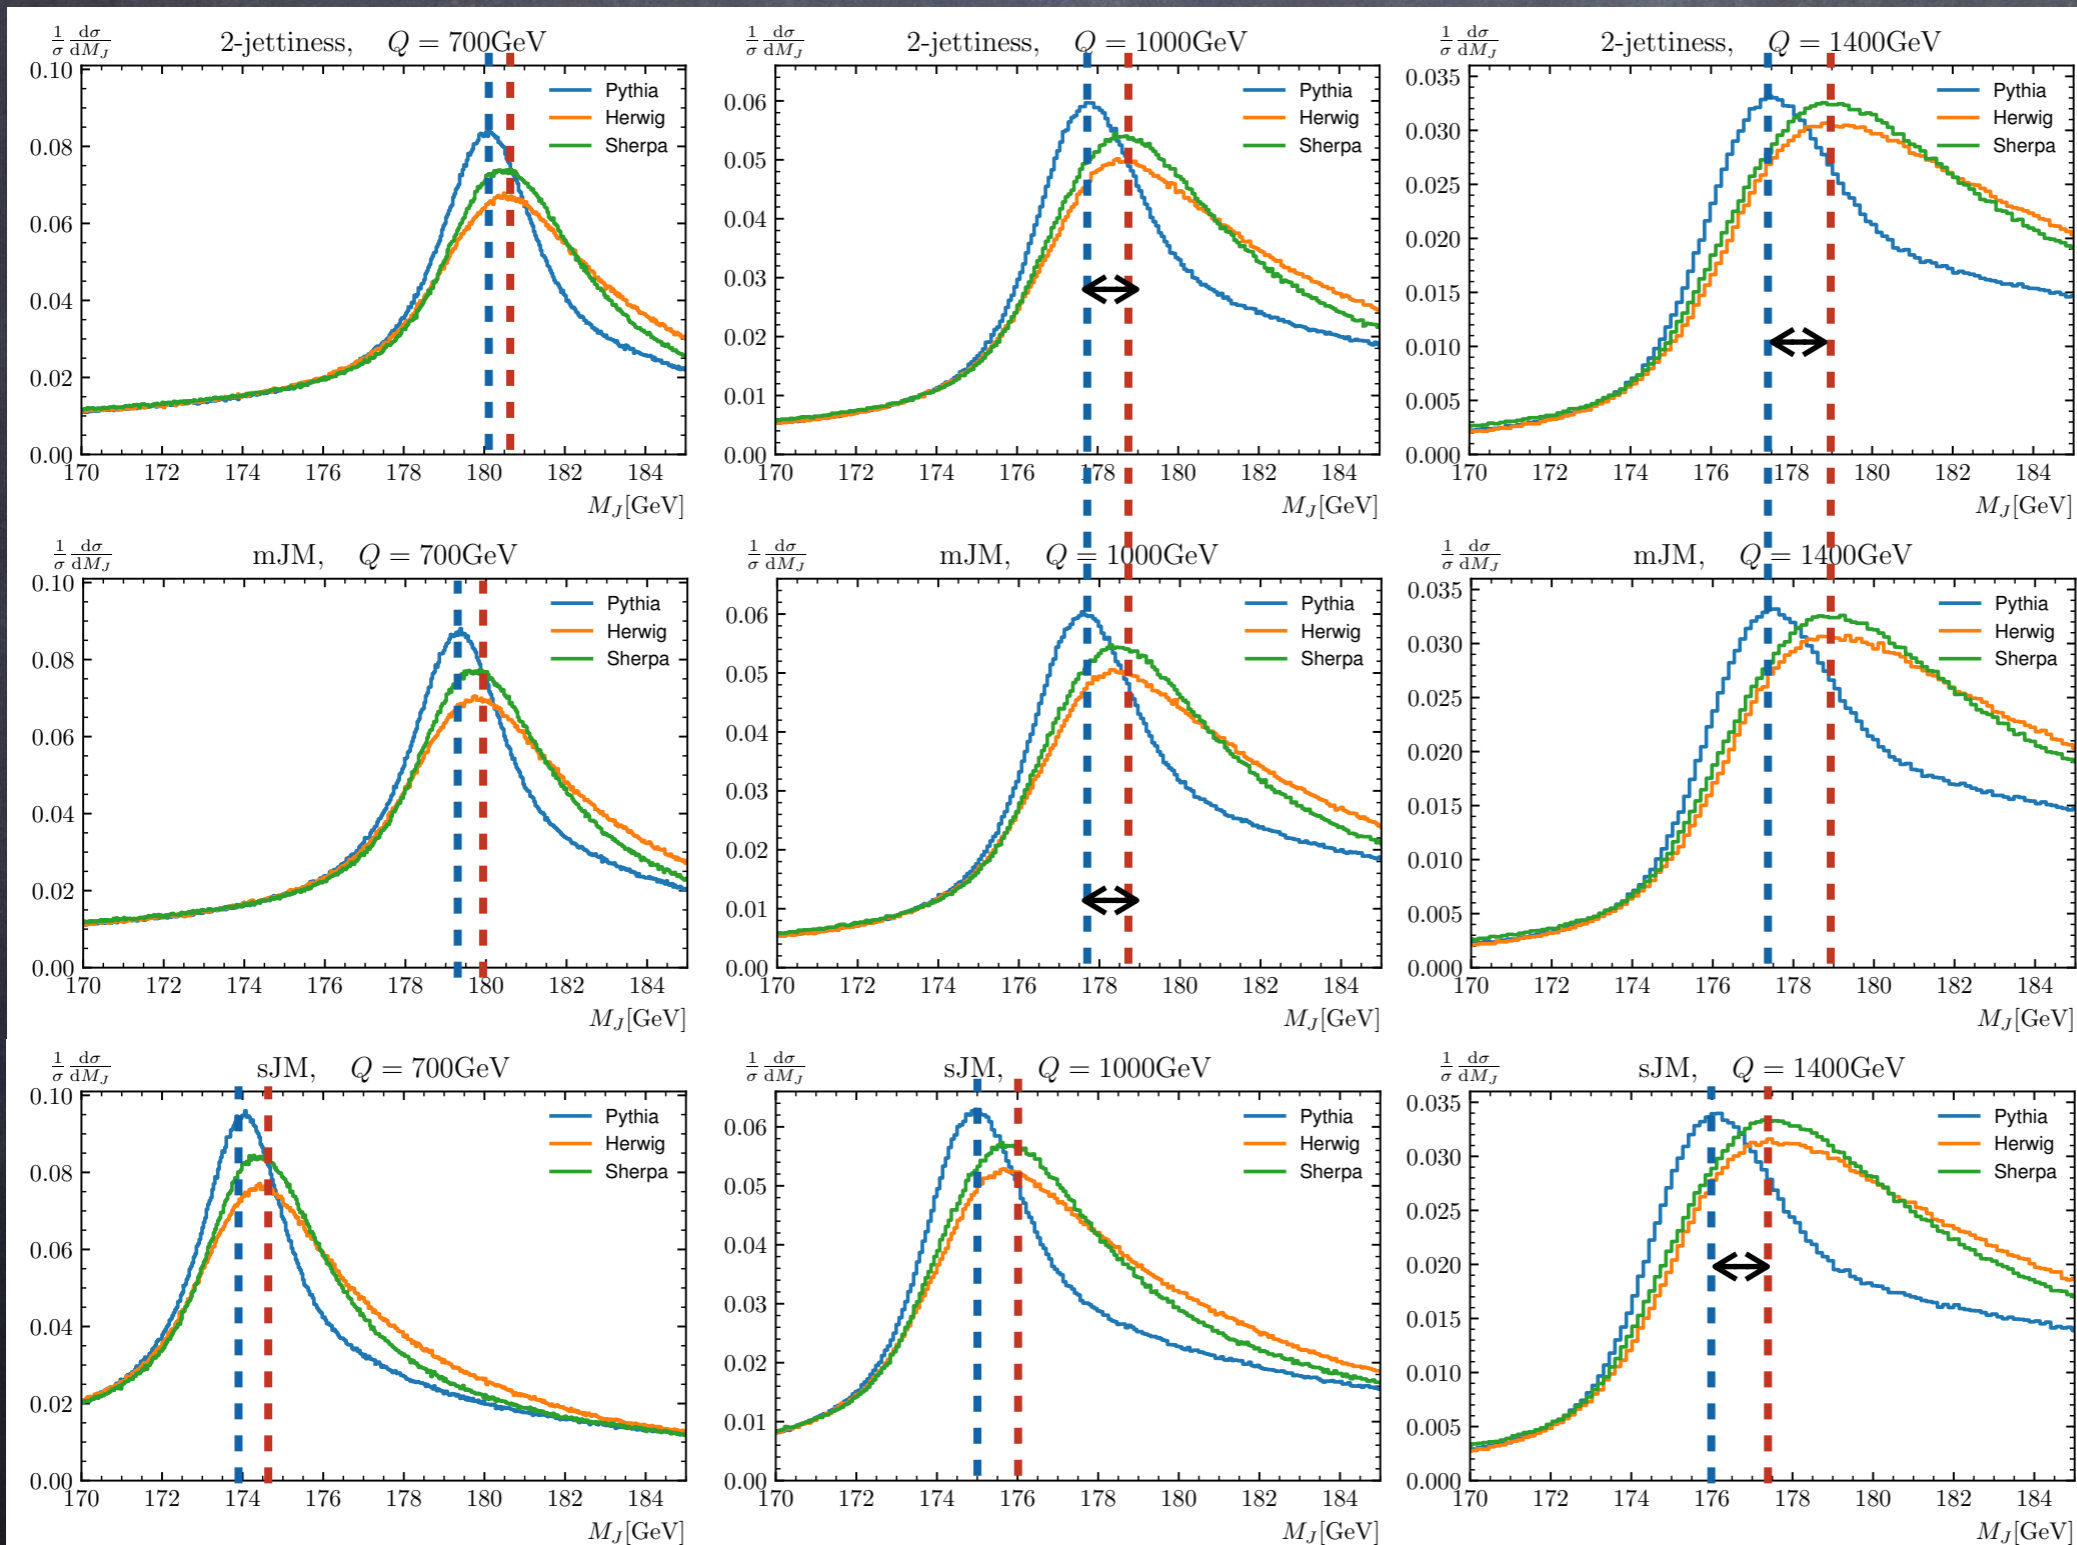 1/σ dσ/dM_J 2-jettiness, Q = 700GeV
0.10
0.08
0.06
0.04
0.02
0.00
Pythia
Herwig
Sherpa
170 172 174 176 178 180 182 184
M_J[GeV]
1/σ dσ/dM_J 2-jettiness, Q = 1000GeV
0.06
0.05
0.04
0.03
0.02
0.01
0.00
Pythia
Herwig
Sherpa
170 172 174 176 178 180 182 184
M_J[GeV]
1/σ dσ/dM_J 2-jettiness, Q = 1400GeV
0.035
0.030
0.025
0.020
0.015
0.010
0.005
0.000
Pythia
Herwig
Sherpa
170 172 174 176 178 180 182 184
M_J[GeV]
1/σ dσ/dM_J mJM, Q = 700GeV
0.10
0.08
0.06
0.04
0.02
0.00
Pythia
Herwig
Sherpa
170 172 174 176 178 180 182 184
M_J[GeV]
1/σ dσ/dM_J mJM, Q = 1000GeV
0.06
0.05
0.04
0.03
0.02
0.01
0.00
Pythia
Herwig
Sherpa
170 172 174 176 178 180 182 184
M_J[GeV]
1/σ dσ/dM_J mJM, Q = 1400GeV
0.035
0.030
0.025
0.020
0.015
0.010
0.005
0.000
Pythia
Herwig
Sherpa
170 172 174 176 178 180 182 184
M_J[GeV]
1/σ dσ/dM_J sJM, Q = 700GeV
0.10
0.08
0.06
0.04
0.02
0.00
Pythia
Herwig
Sherpa
170 172 174 176 178 180 182 184
M_J[GeV]
1/σ dσ/dM_J sJM, Q = 1000GeV
0.06
0.05
0.04
0.03
0.02
0.01
0.00
Pythia
Herwig
Sherpa
170 172 174 176 178 180 182 184
M_J[GeV]
1/σ dσ/dM_J sJM, Q = 1400GeV
0.035
0.030
0.025
0.020
0.015
0.010
0.005
0.000
Pythia
Herwig
Sherpa
170 172 174 176 178 180 182 184
M_J[GeV]